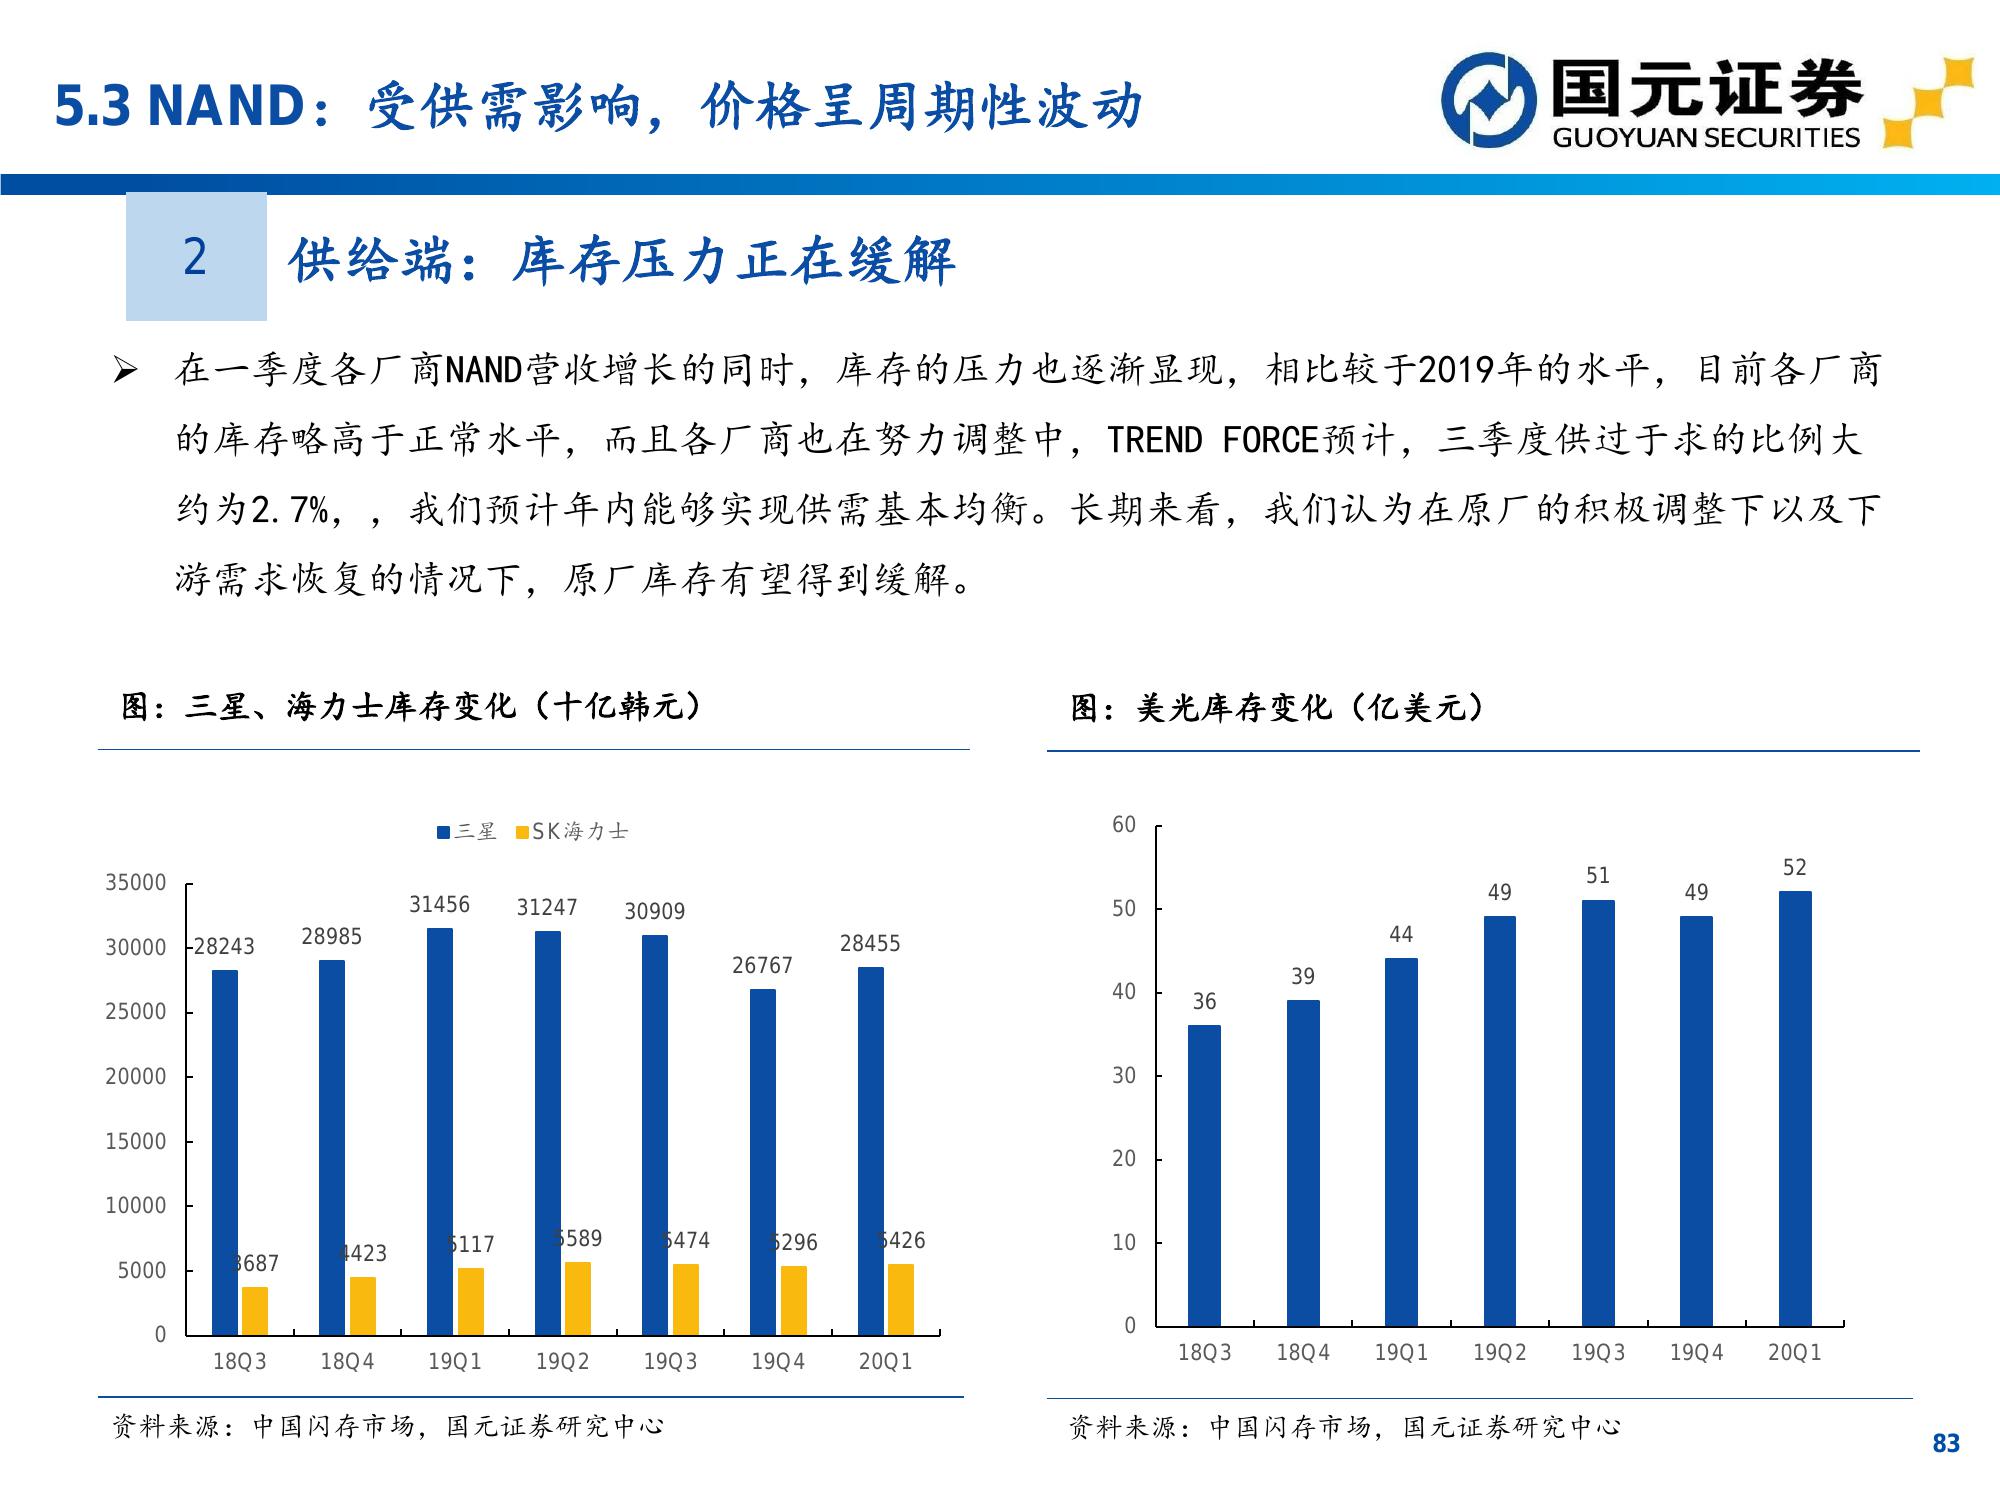 5.3 NAND：受供需影响，价格呈周期性波动
国元证券
GUOYUAN SECURITIES
2
供给端：库存压力正在缓解
➢ 在一季度各厂商NAND营收增长的同时，库存的压力也逐渐显现，相比较于2019年的水平，目前各厂商
的库存略高于正常水平，而且各厂商也在努力调整中，TREND FORCE预计，三季度供过于求的比例大
约为2.7%，，我们预计年内能够实现供需基本均衡。长期来看，我们认为在原厂的积极调整下以及下
游需求恢复的情况下，原厂库存有望得到缓解。
图：三星、海力士库存变化（十亿韩元）
三星 SK海力士
35000
30000
25000
20000
15000
10000
5000
0
28243 28985 31456 31247 30909 26767 28455
3687 4423 5117 5589 5474 5296 5426
18Q3 18Q4 19Q1 19Q2 19Q3 19Q4 20Q1
资料来源：中国闪存市场，国元证券研究中心
图：美光库存变化（亿美元）
60
50
40
30
20
10
0
36 39 44 49 51 49 52
18Q3 18Q4 19Q1 19Q2 19Q3 19Q4 20Q1
资料来源：中国闪存市场，国元证券研究中心
83